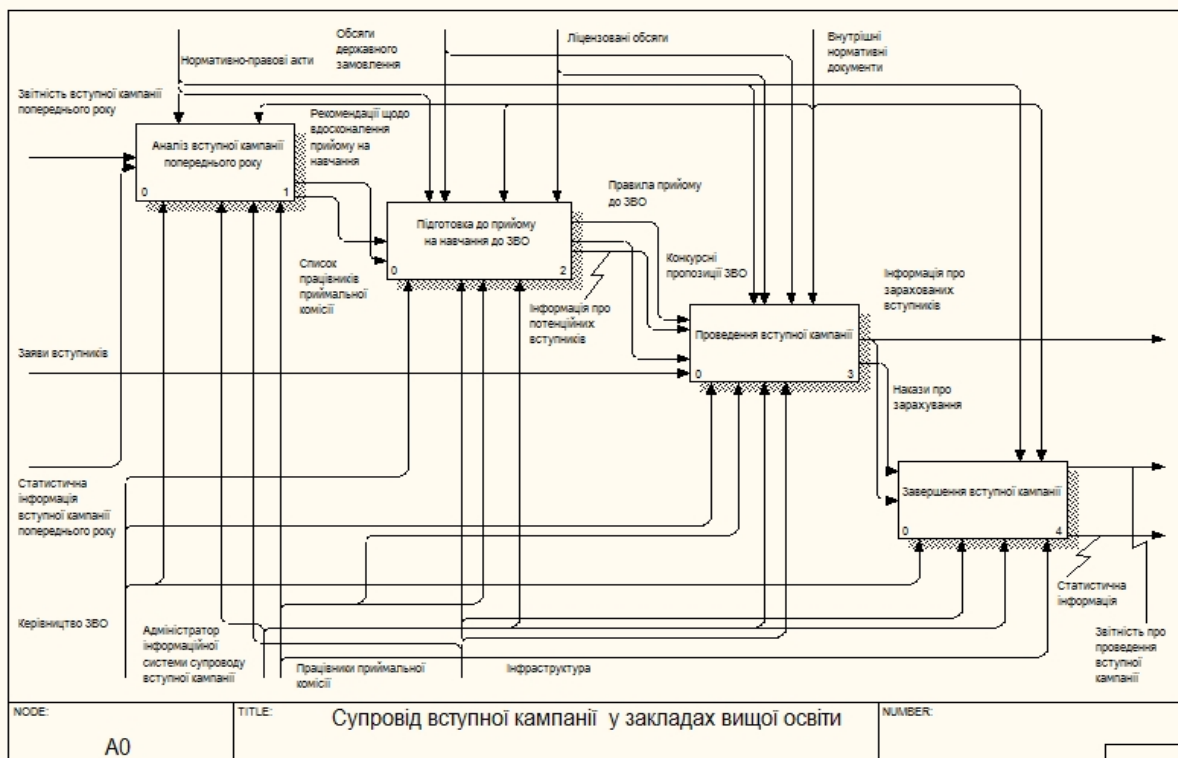 Обсяги
державного
замовлення
Ліцензовані обсяги
Внутрішні
нормативні
документи
Нормативно-правові акти
Звітність вступної кампанії
попереднього року
Рекомендації щодо
вдосконалення
прийому на
навчання
Аналіз вступної кампанії
попереднього року
0
1
Правила прийому
до ЗВО
Підготовка до прийому
на навчання до ЗВО
0
2
Список
працівників
приймальної
комісії
Конкурсні
пропозиції ЗВО
Інформація про
зарахованих
вступників
Інформація про
потенційних
вступників
Проведення вступної кампанії
0
3
Заяви вступників
Накази про
зарахування
Статистична
інформація
вступної кампанії
попереднього року
Завершення вступної кампанії
0
4
Статистична
інформація
Керівництво ЗВО
Адміністратор
інформаційної
системи супроводу
вступної кампанії
Працівники приймальної
комісії
Інфраструктура
Звітність про
проведення
вступної
кампанії
NODE:
A0
TITLE:
Супровід вступної кампанії у закладах вищої освіти
NUMBER: